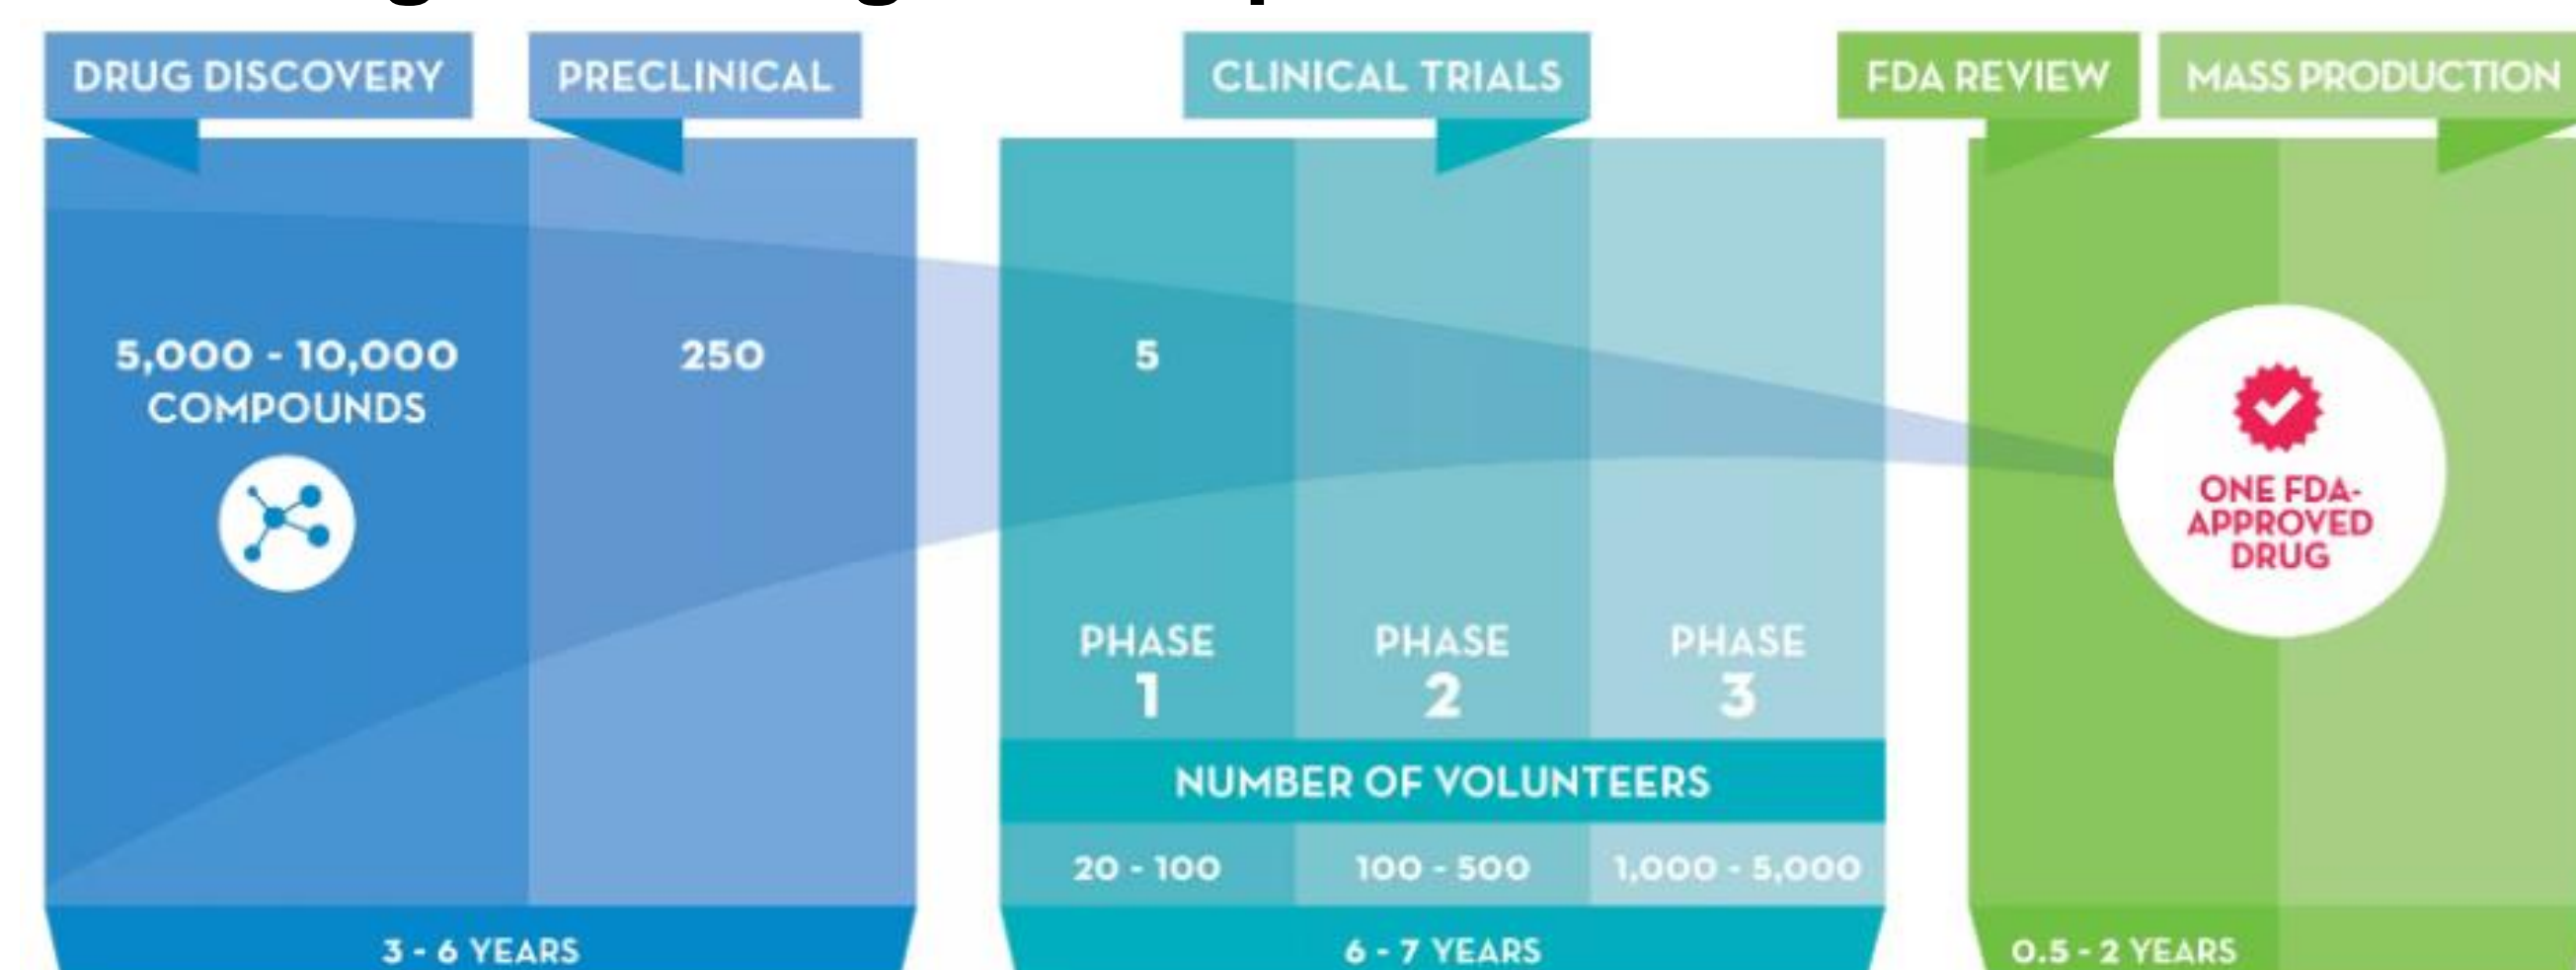 DRUG DISCOVERY
PRECLINICAL
CLINICAL TRIALS
FDA REVIEW
MASS PRODUCTION
5,000 - 10,000
COMPOUNDS
250
5
ONE FDA-
APPROVED
DRUG
PHASE
1
PHASE
2
PHASE
3
NUMBER OF VOLUNTEERS
20 - 100
100 - 500
1,000 - 5,000
3 - 6 YEARS
6 - 7 YEARS
0.5 - 2 YEARS